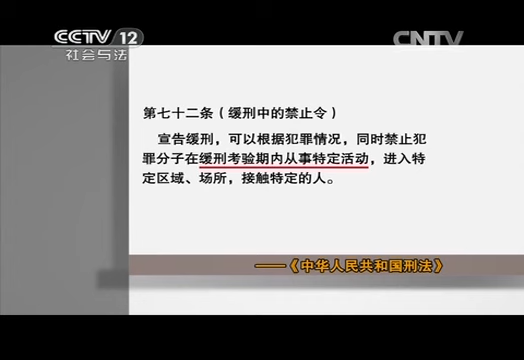 CCTV 12
社会与法
CNTV
第七十二条（缓刑中的禁止令）
宣告缓刑，可以根据犯罪情况，同时禁止犯
罪分子在缓刑考验期内从事特定活动，进入特
定区域、场所，接触特定的人。
——《中华人民共和国刑法》